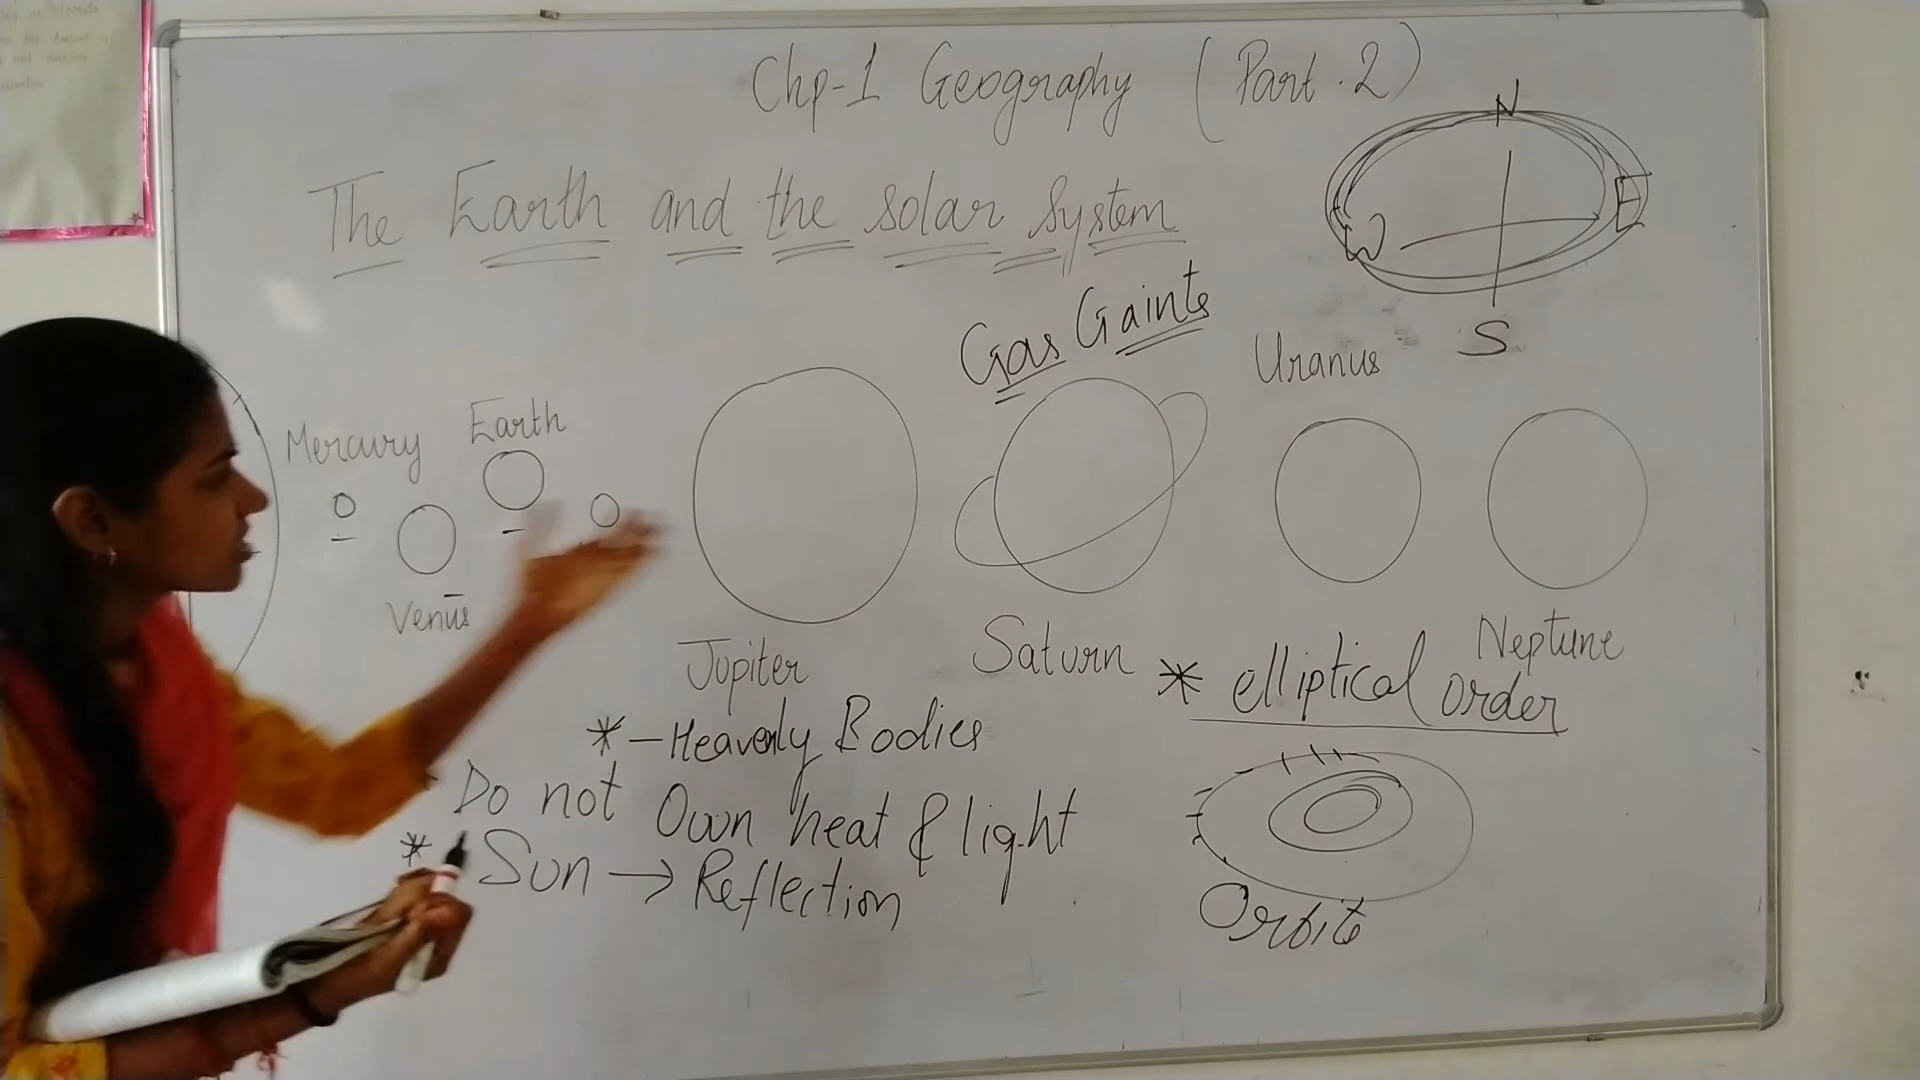 Chp-1 Geography (Part.2)
The Earth and the solar system
N
W
E
S
Gas Gaints
Uranus
Mercury
Earth
Venus
Jupiter
Saturn
Neptune
* elliptical order
* - Heavenly Bodies
* Do not Own heat & light
* Sun → Reflection
Orbit